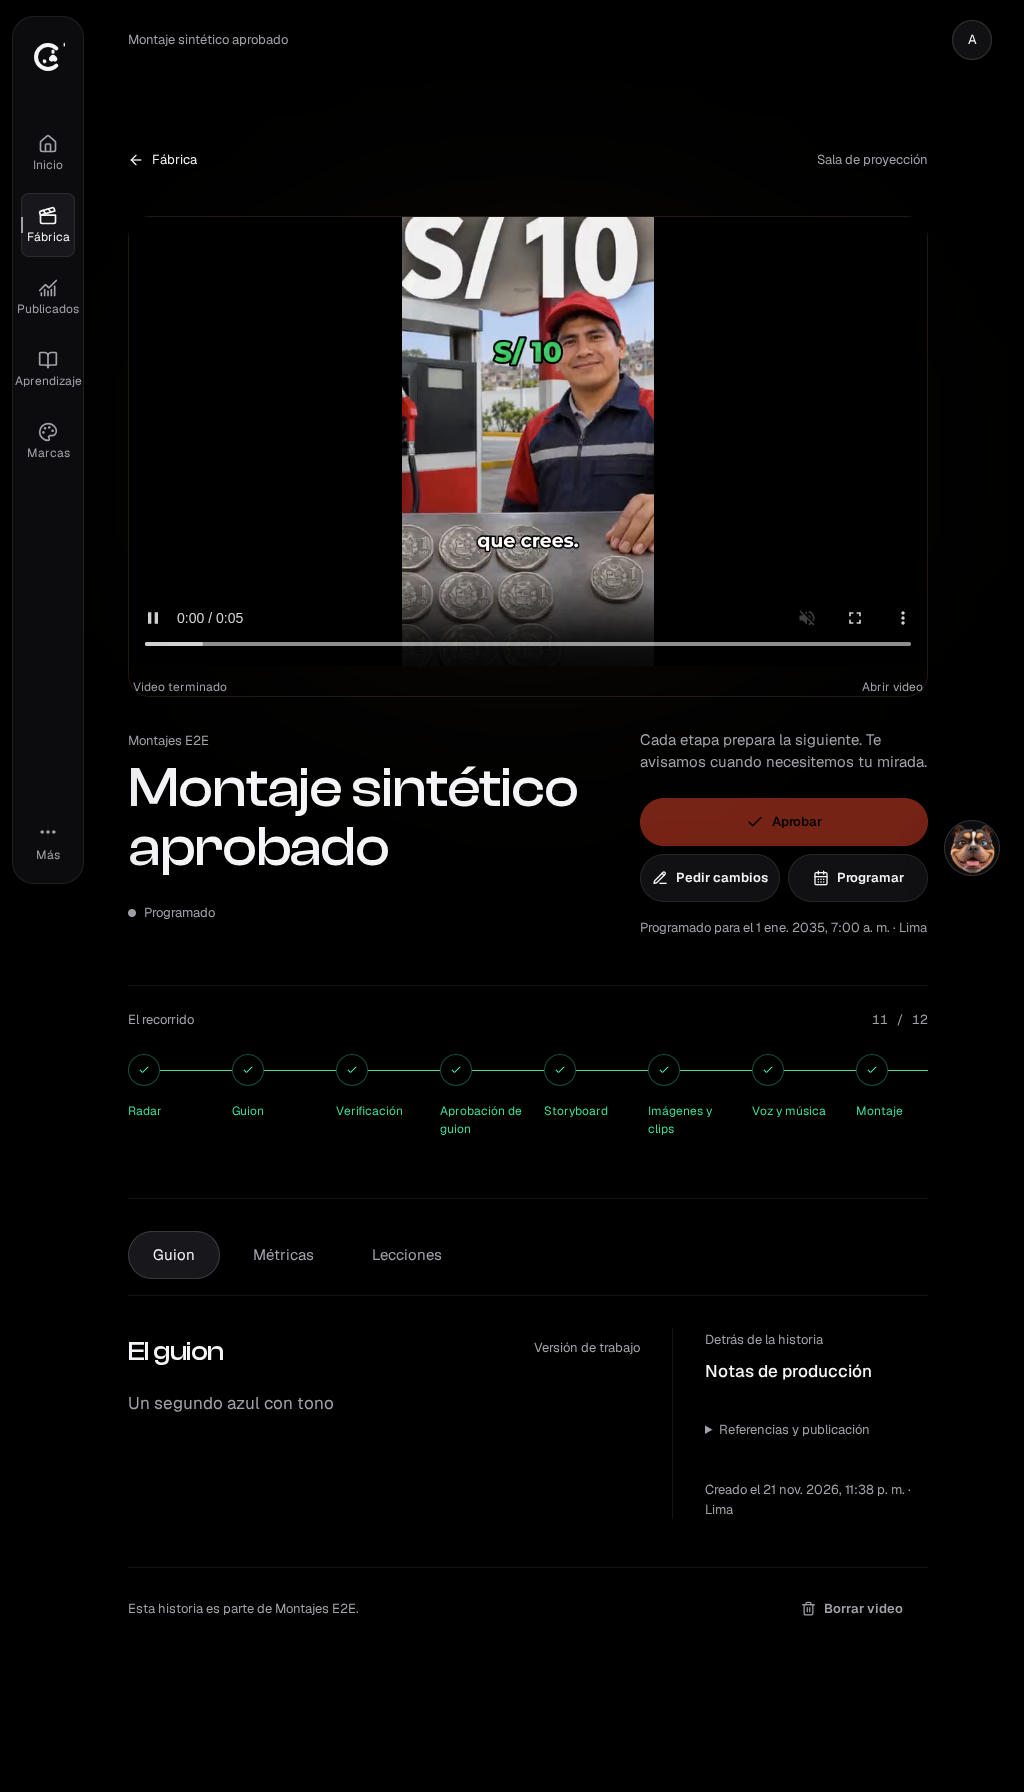 Montaje sintético aprobado
A
Inicio
Fábrica
Publicados
Aprendizaje
Marcas
Más
Fábrica
Sala de proyección
S/ 10
S/ 10
que crees.
0:00 / 0:05
Video terminado
Abrir video
Montajes E2E
Montaje sintético
aprobado
Programado
Cada etapa prepara la siguiente. Te
avisamos cuando necesitemos tu mirada.
Aprobar
Pedir cambios
Programar
Programado para el 1 ene. 2035, 7:00 a. m. · Lima
El recorrido
11 / 12
Radar
Guion
Verificación
Aprobación de
guion
Storyboard
Imágenes y
clips
Voz y música
Montaje
Guion
Métricas
Lecciones
El guion
Versión de trabajo
Un segundo azul con tono
Detrás de la historia
Notas de producción
Referencias y publicación
Creado el 21 nov. 2026, 11:38 p. m. ·
Lima
Esta historia es parte de Montajes E2E.
Borrar video